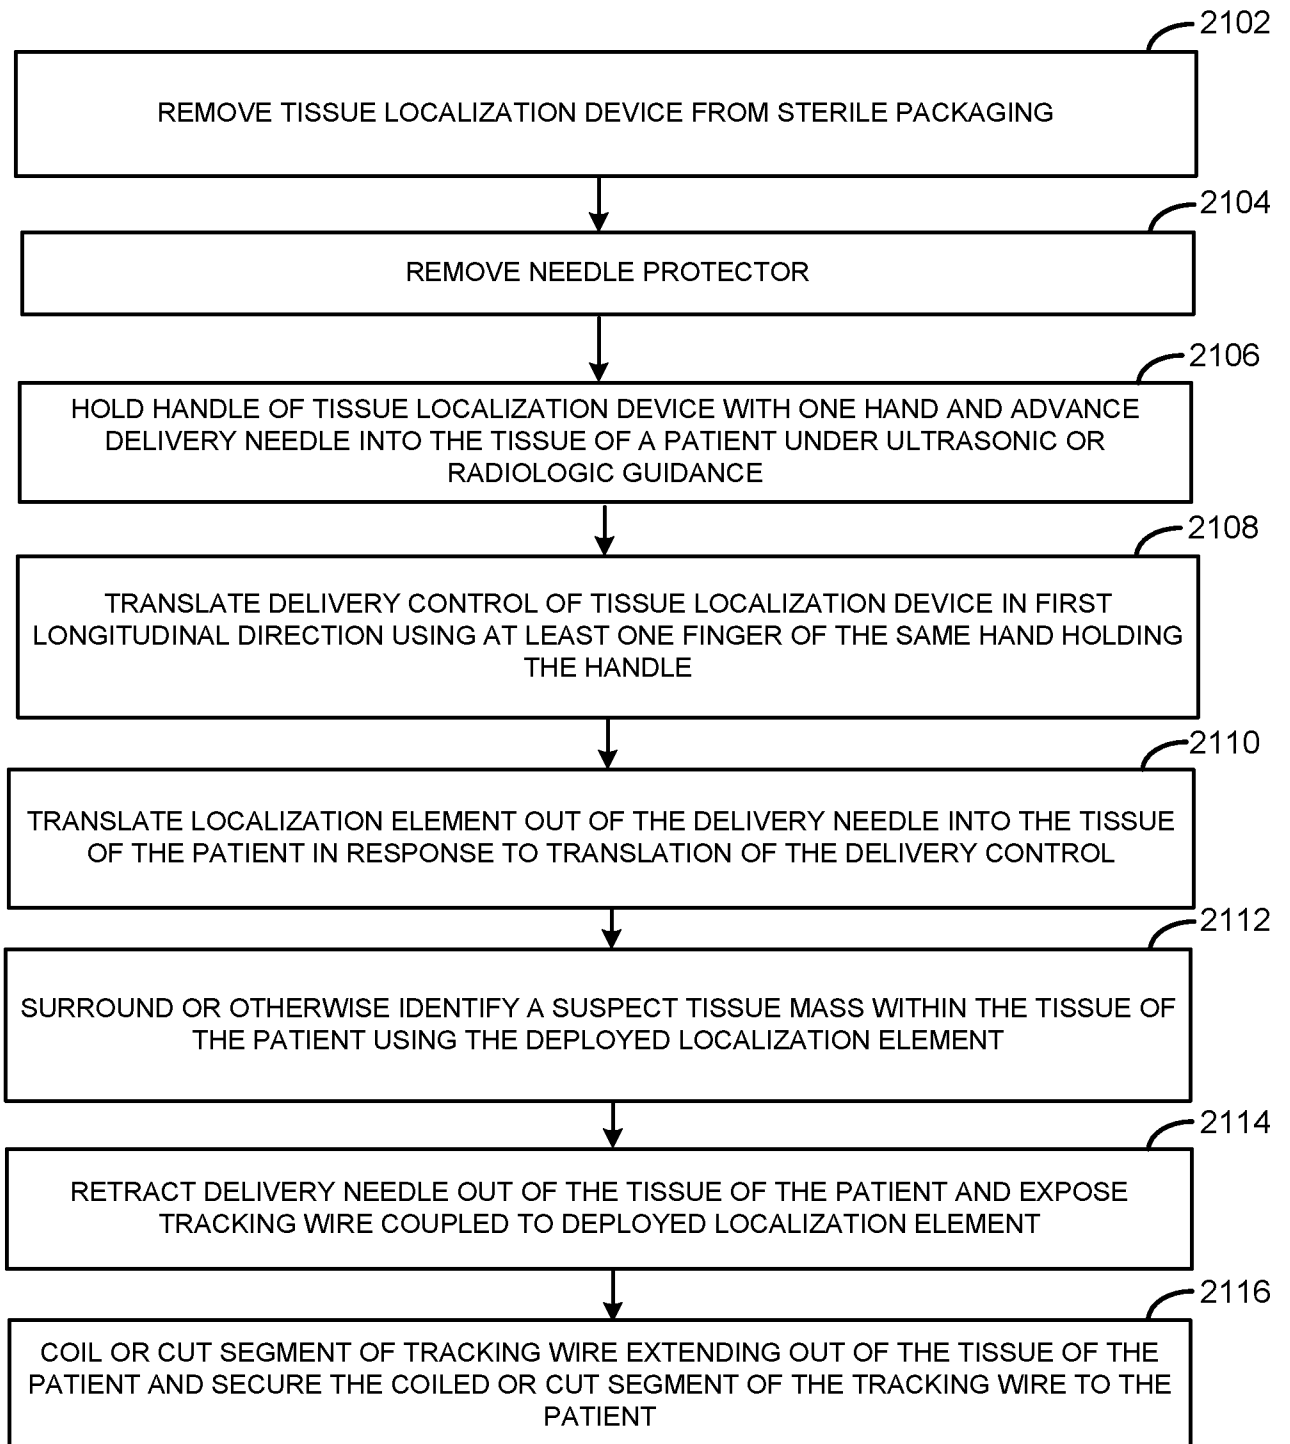 2102
REMOVE TISSUE LOCALIZATION DEVICE FROM STERILE PACKAGING
2104
REMOVE NEEDLE PROTECTOR
2106
HOLD HANDLE OF TISSUE LOCALIZATION DEVICE WITH ONE HAND AND ADVANCE
DELIVERY NEEDLE INTO THE TISSUE OF A PATIENT UNDER ULTRASONIC OR
RADIOLOGIC GUIDANCE
2108
TRANSLATE DELIVERY CONTROL OF TISSUE LOCALIZATION DEVICE IN FIRST
LONGITUDINAL DIRECTION USING AT LEAST ONE FINGER OF THE SAME HAND HOLDING
THE HANDLE
2110
TRANSLATE LOCALIZATION ELEMENT OUT OF THE DELIVERY NEEDLE INTO THE TISSUE
OF THE PATIENT IN RESPONSE TO TRANSLATION OF THE DELIVERY CONTROL
2112
SURROUND OR OTHERWISE IDENTIFY A SUSPECT TISSUE MASS WITHIN THE TISSUE OF
THE PATIENT USING THE DEPLOYED LOCALIZATION ELEMENT
2114
RETRACT DELIVERY NEEDLE OUT OF THE TISSUE OF THE PATIENT AND EXPOSE
TRACKING WIRE COUPLED TO DEPLOYED LOCALIZATION ELEMENT
2116
COIL OR CUT SEGMENT OF TRACKING WIRE EXTENDING OUT OF THE TISSUE OF THE
PATIENT AND SECURE THE COILED OR CUT SEGMENT OF THE TRACKING WIRE TO THE
PATIENT